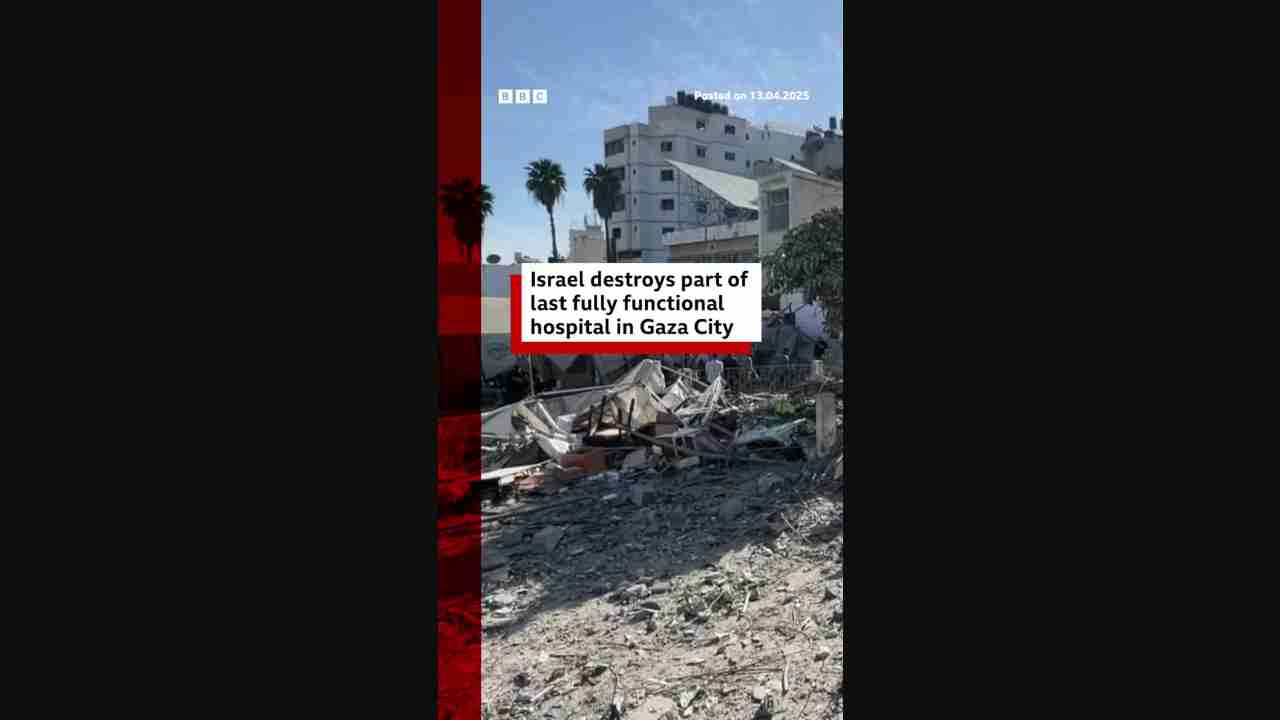 BBC
Posted on 13.04.2025
Israel destroys part of
last fully functional
hospital in Gaza City